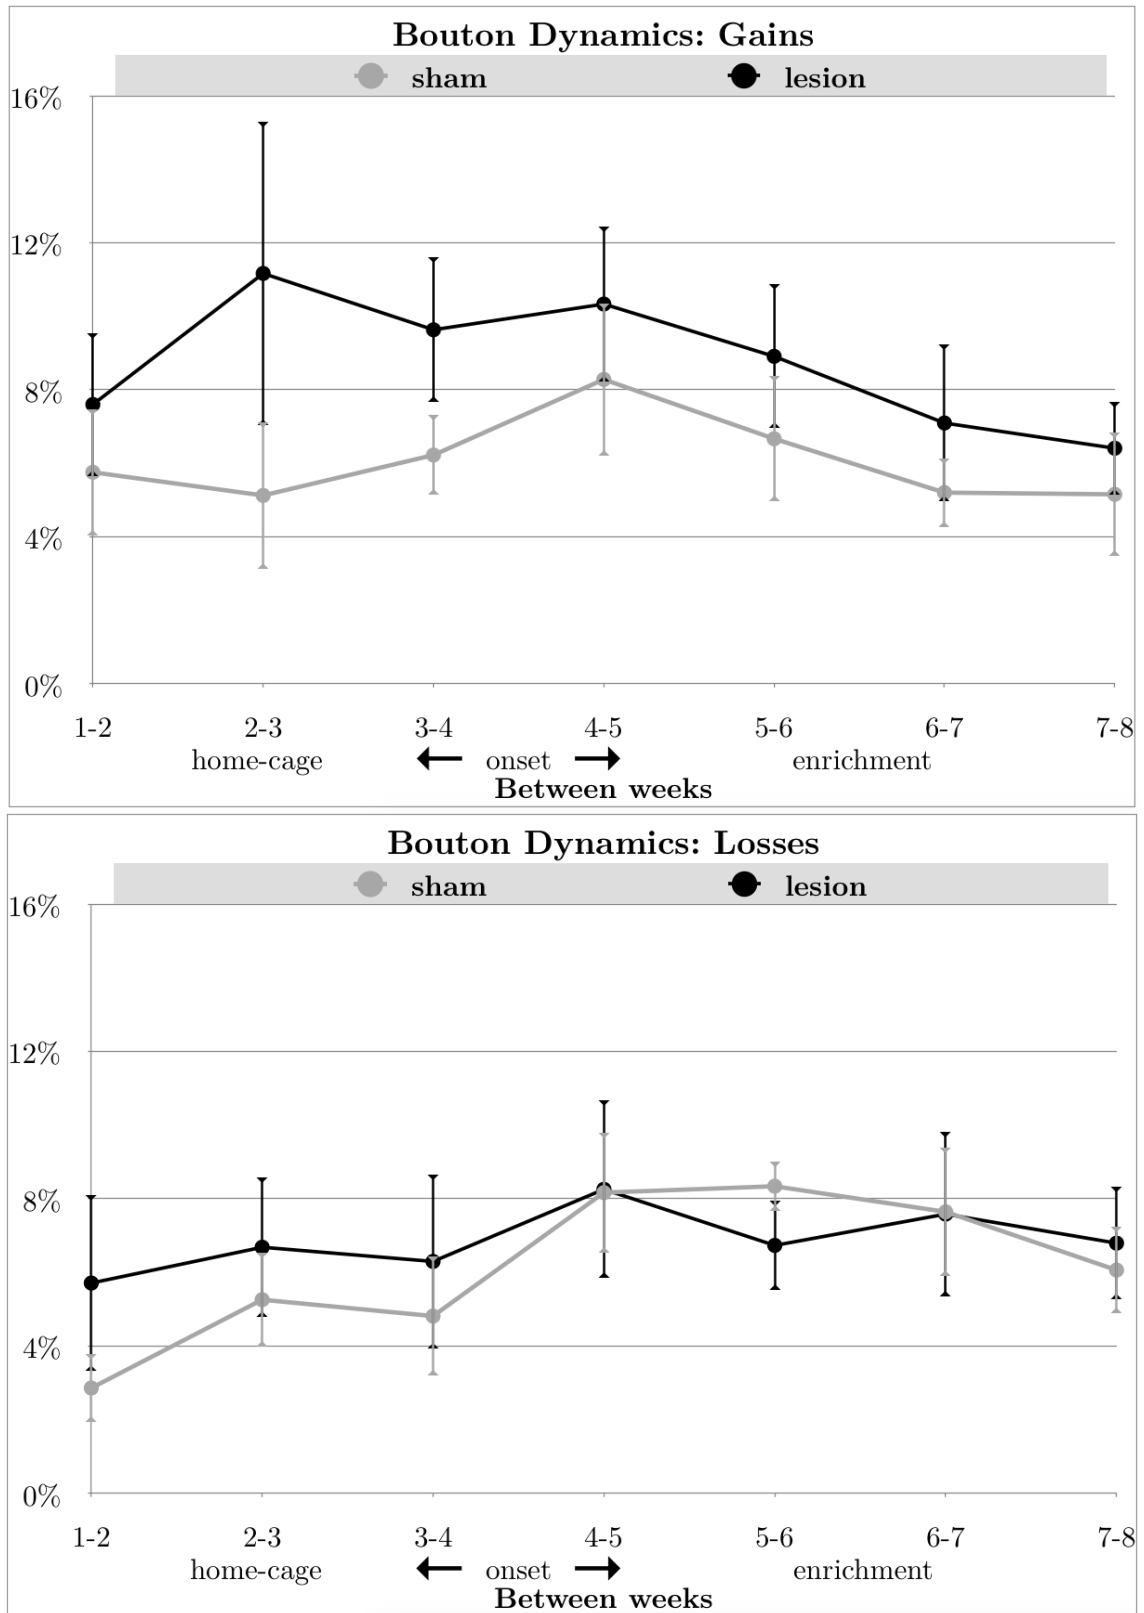 Bouton Dynamics: Gains
sham lesion
16%
12%
8%
4%
0%
1-2 2-3 3-4 4-5 5-6 6-7 7-8
home-cage onset enrichment
Between weeks
Bouton Dynamics: Losses
sham lesion
16%
12%
8%
4%
0%
1-2 2-3 3-4 4-5 5-6 6-7 7-8
home-cage onset enrichment
Between weeks